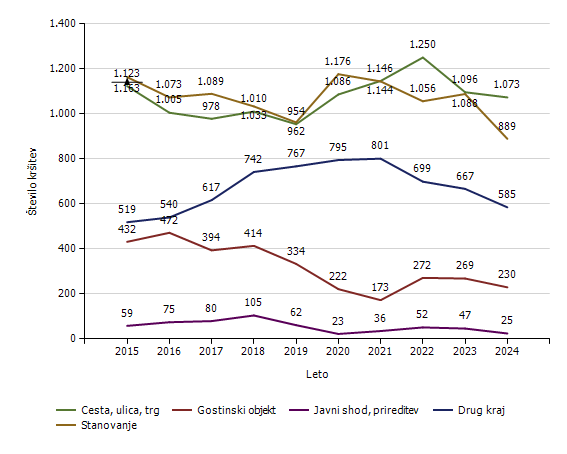 1.400
1.200
1.000
800
600
400
200
0
Število kršitev
1.123 1.005 978 1.010 954 1.086 1.144 1.250 1.096 1.073
1.163 1.073 1.089 1.033 962 1.176 1.146 1.056 1.088 889
519 540 617 742 767 795 801 699 667 585
432 472 394 414 334 222 173 272 269 230
59 75 80 105 62 23 36 52 47 25
2015 2016 2017 2018 2019 2020 2021 2022 2023 2024
Leto
Cesta, ulica, trg Gostinski objekt Javni shod, prireditev Drug kraj
Stanovanje